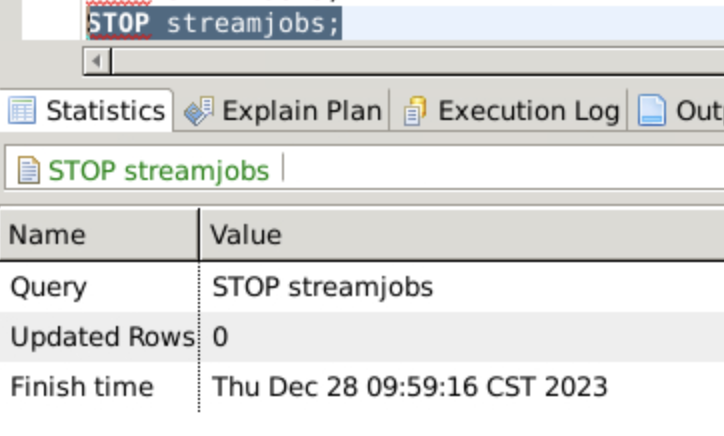 STOP streamjobs;
Statistics Explain Plan Execution Log Out
STOP streamjobs
Name Value
Query STOP streamjobs
Updated Rows 0
Finish time Thu Dec 28 09:59:16 CST 2023